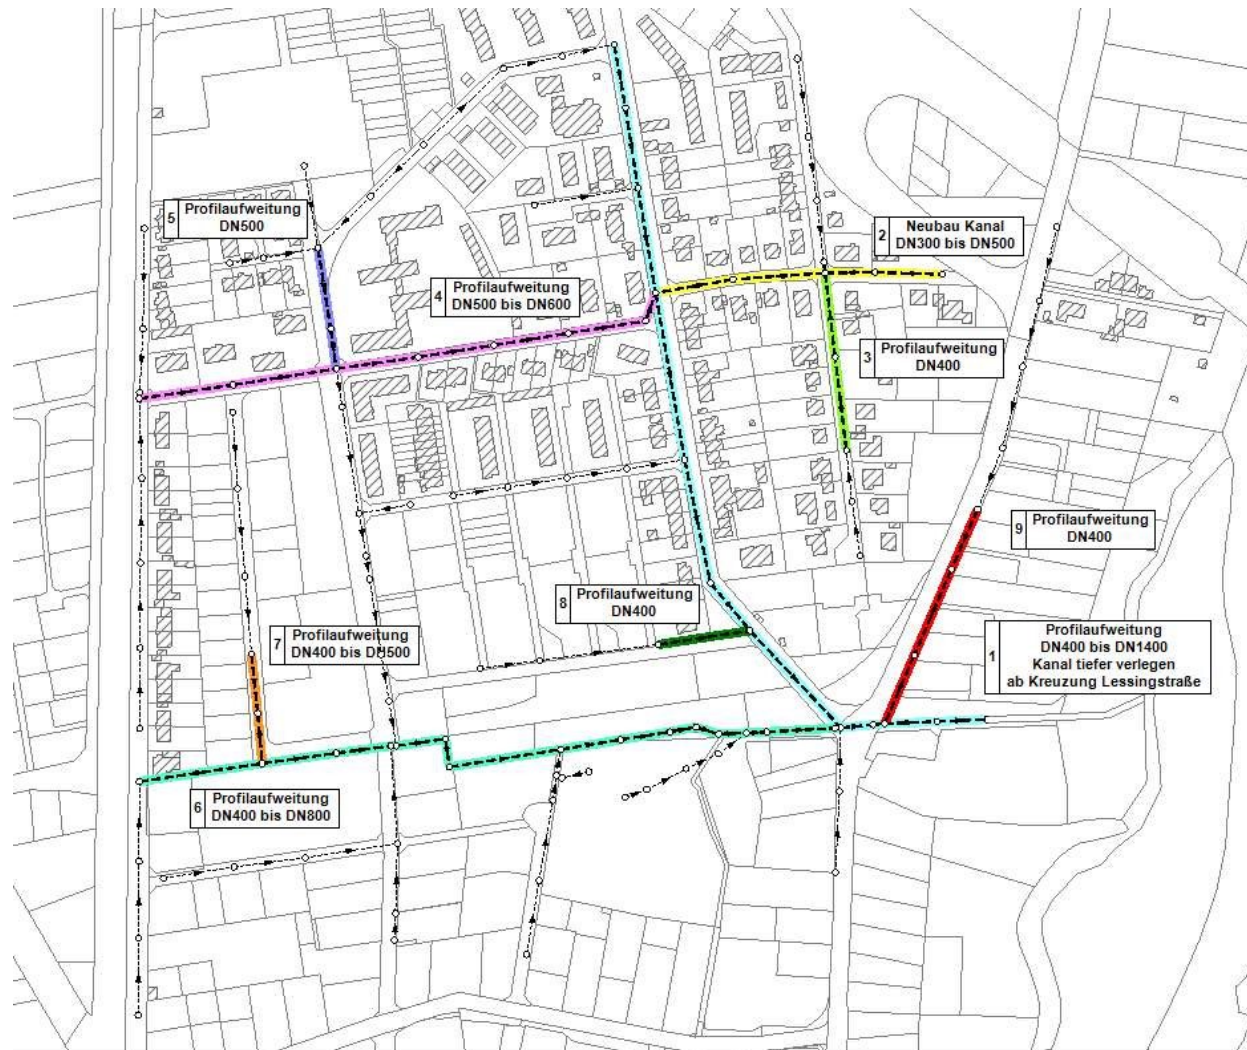 5 Profilaufweitung
DN500
2 Neubau Kanal
DN300 bis DN500
4 Profilaufweitung
DN500 bis DN600
3 Profilaufweitung
DN400
9 Profilaufweitung
DN400
8 Profilaufweitung
DN400
7 Profilaufweitung
DN400 bis DN500
1 Profilaufweitung
DN400 bis DN1400
Kanal tiefer verlegen
ab Kreuzung Lessingstraße
6 Profilaufweitung
DN400 bis DN800